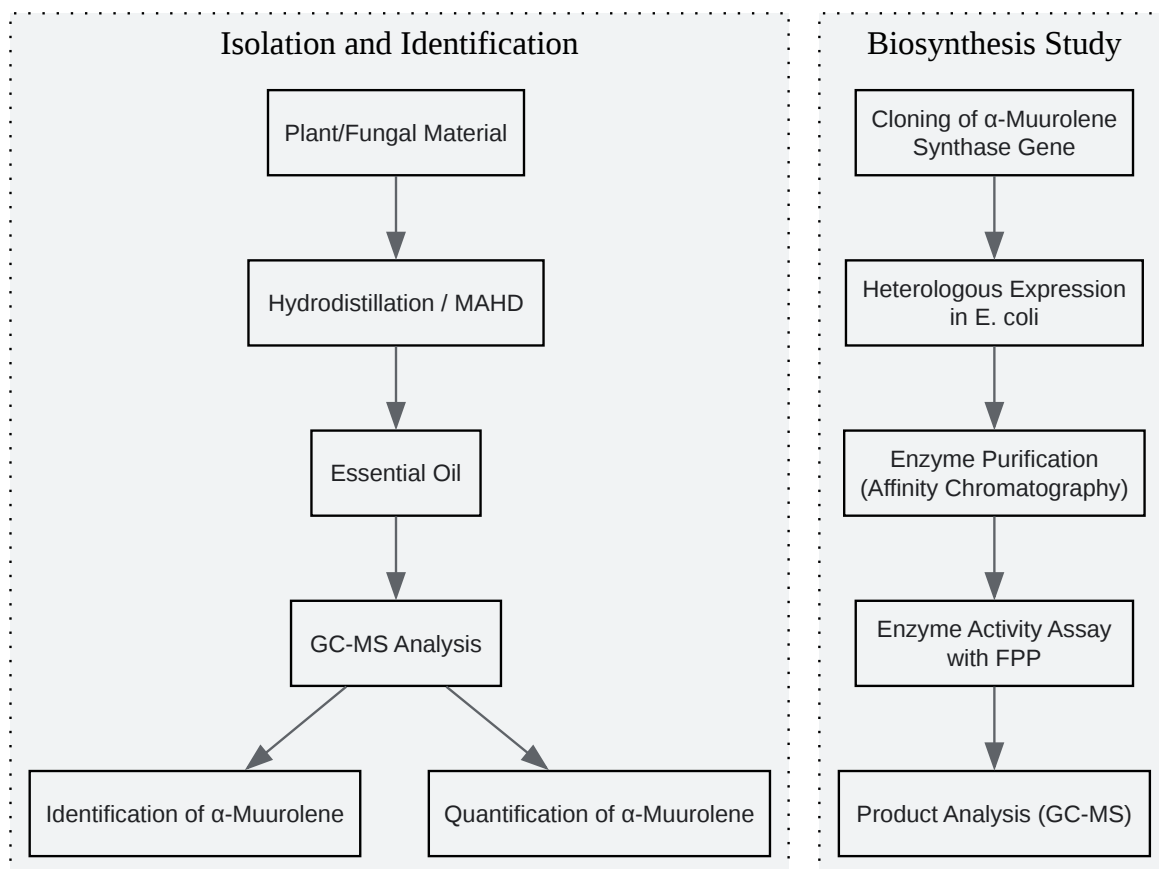 Isolation and Identification
Plant/Fungal Material
Hydrodistillation / MAHD
Essential Oil
GC-MS Analysis
Identification of α-Muurolene
Quantification of α-Muurolene
Biosynthesis Study
Cloning of α-Muurolene
Synthase Gene
Heterologous Expression
in E. coli
Enzyme Purification
(Affinity Chromatography)
Enzyme Activity Assay
with FPP
Product Analysis (GC-MS)